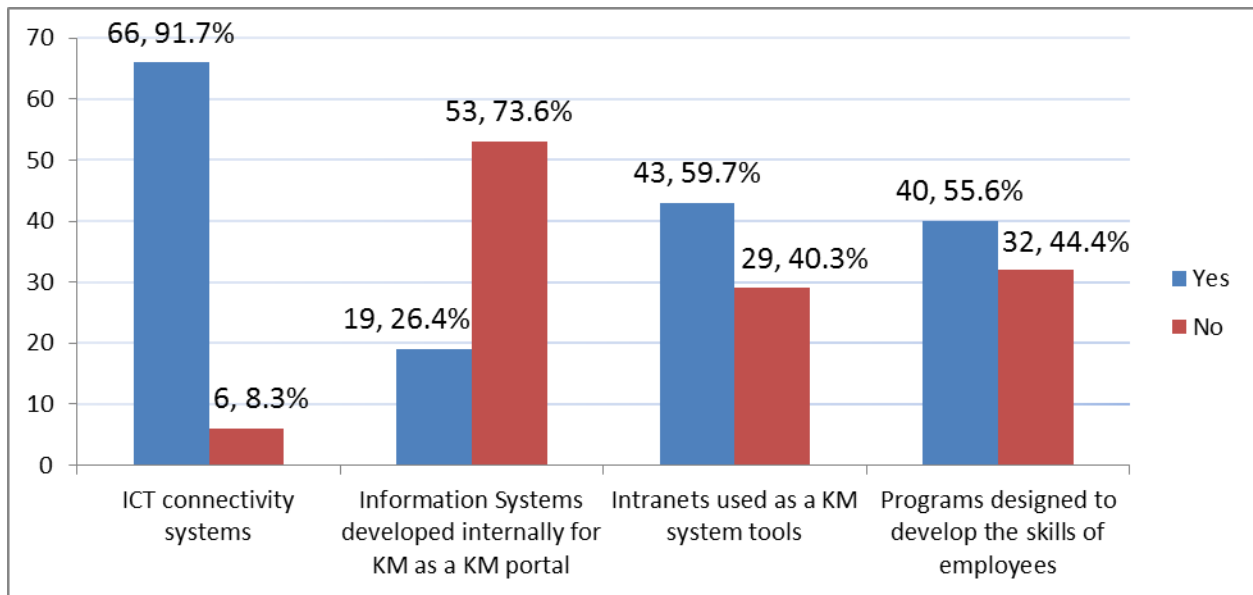 70
60
50
40
30
20
10
0
66, 91.7%
6, 8.3%
19, 26.4%
53, 73.6%
43, 59.7%
29, 40.3%
40, 55.6%
32, 44.4%
ICT connectivity
systems
Information Systems
developed internally for
KM as a KM portal
Intranets used as a KM
system tools
Programs designed to
develop the skills of
employees
Yes
No